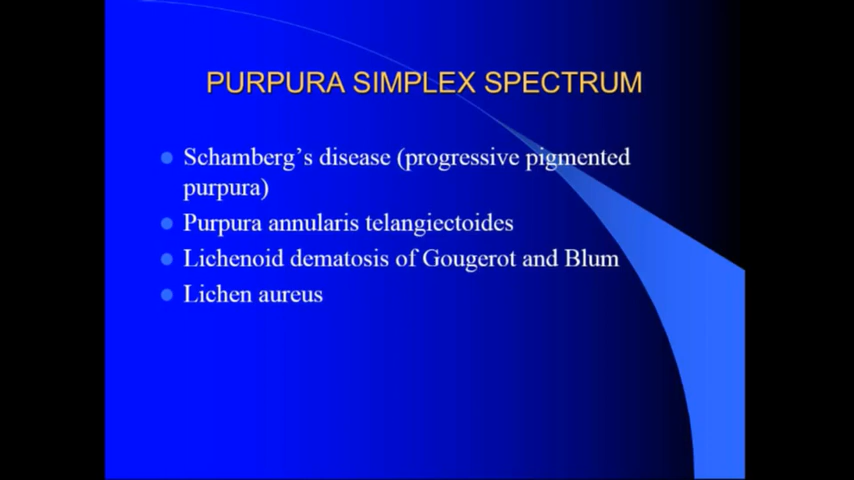 PURPURA SIMPLEX SPECTRUM
Schamberg's disease (progressive pigmented
purpura)
Purpura annularis telangiectoides
Lichenoid dematosis of Gougerot and Blum
Lichen aureus